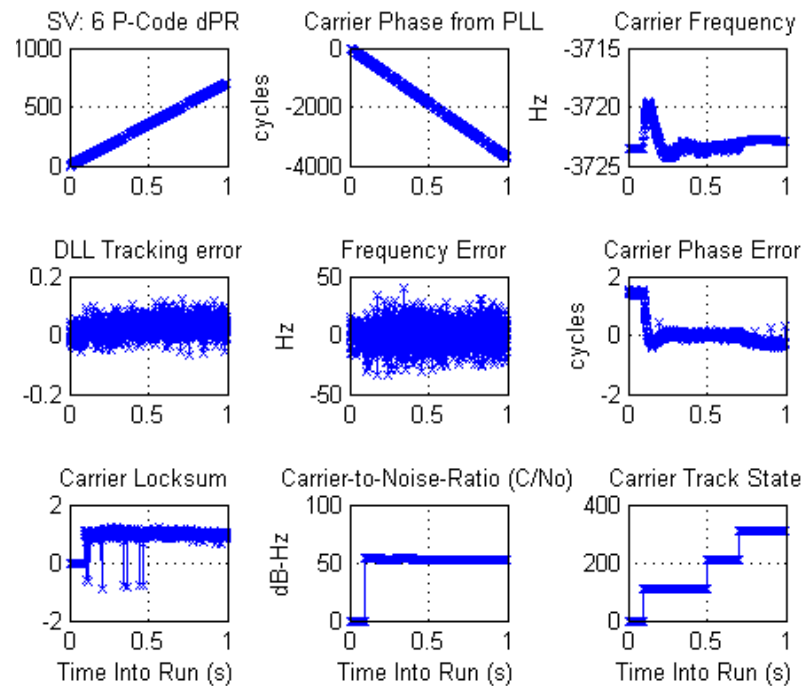 SV: 6 P-Code dPR
1000
500
0
0 0.5 1
Carrier Phase from PLL
cycles
0
-2000
-4000
0 0.5 1
Carrier Frequency
Hz
-3715
-3720
-3725
0 0.5 1
DLL Tracking error
0.2
0
-0.2
0 0.5 1
Frequency Error
Hz
50
0
-50
0 0.5 1
Carrier Phase Error
cycles
2
0
-2
0 0.5 1
Carrier Locksum
2
0
-2
0 0.5 1
Time Into Run (s)
Carrier-to-Noise-Ratio (C/No)
dB-Hz
100
50
0
0 0.5 1
Time Into Run (s)
Carrier Track State
400
200
0
0 0.5 1
Time Into Run (s)